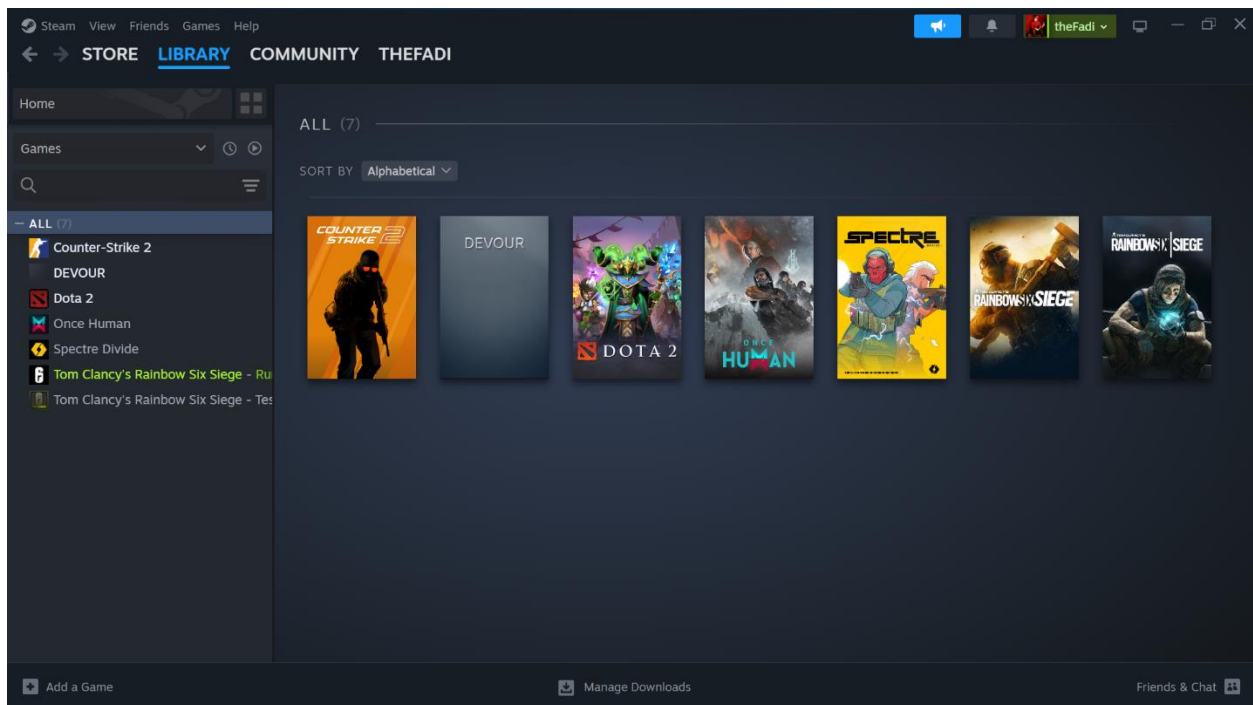 Steam View Friends Games Help
theFadi
STORE LIBRARY COMMUNITY THEFADI
Home
Games
ALL (7)
Counter-Strike 2
DEVOUR
Dota 2
Once Human
Spectre Divide
Tom Clancy's Rainbow Six Siege - Ru
Tom Clancy's Rainbow Six Siege - Tes
ALL (7)
SORT BY Alphabetical
COUNTER
STRIKE 2
DEVOUR
DOTA 2
ONCE
HUMAN
SPECTRE
RAINBOW SIX SIEGE
RAINBOW SIX SIEGE
Add a Game
Manage Downloads
Friends & Chat